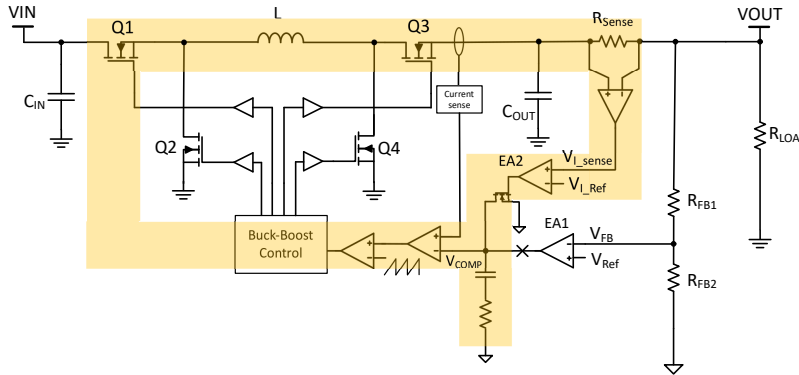 VIN
Q1
L
Q3
RSense
VOUT
CIN
Current
sense
COUT
RLOA
Q2
Q4
EA2
VI_sense
VI_Ref
RFB1
EA1
VFB
Buck-Boost
Control
VCOMP
VRef
RFB2